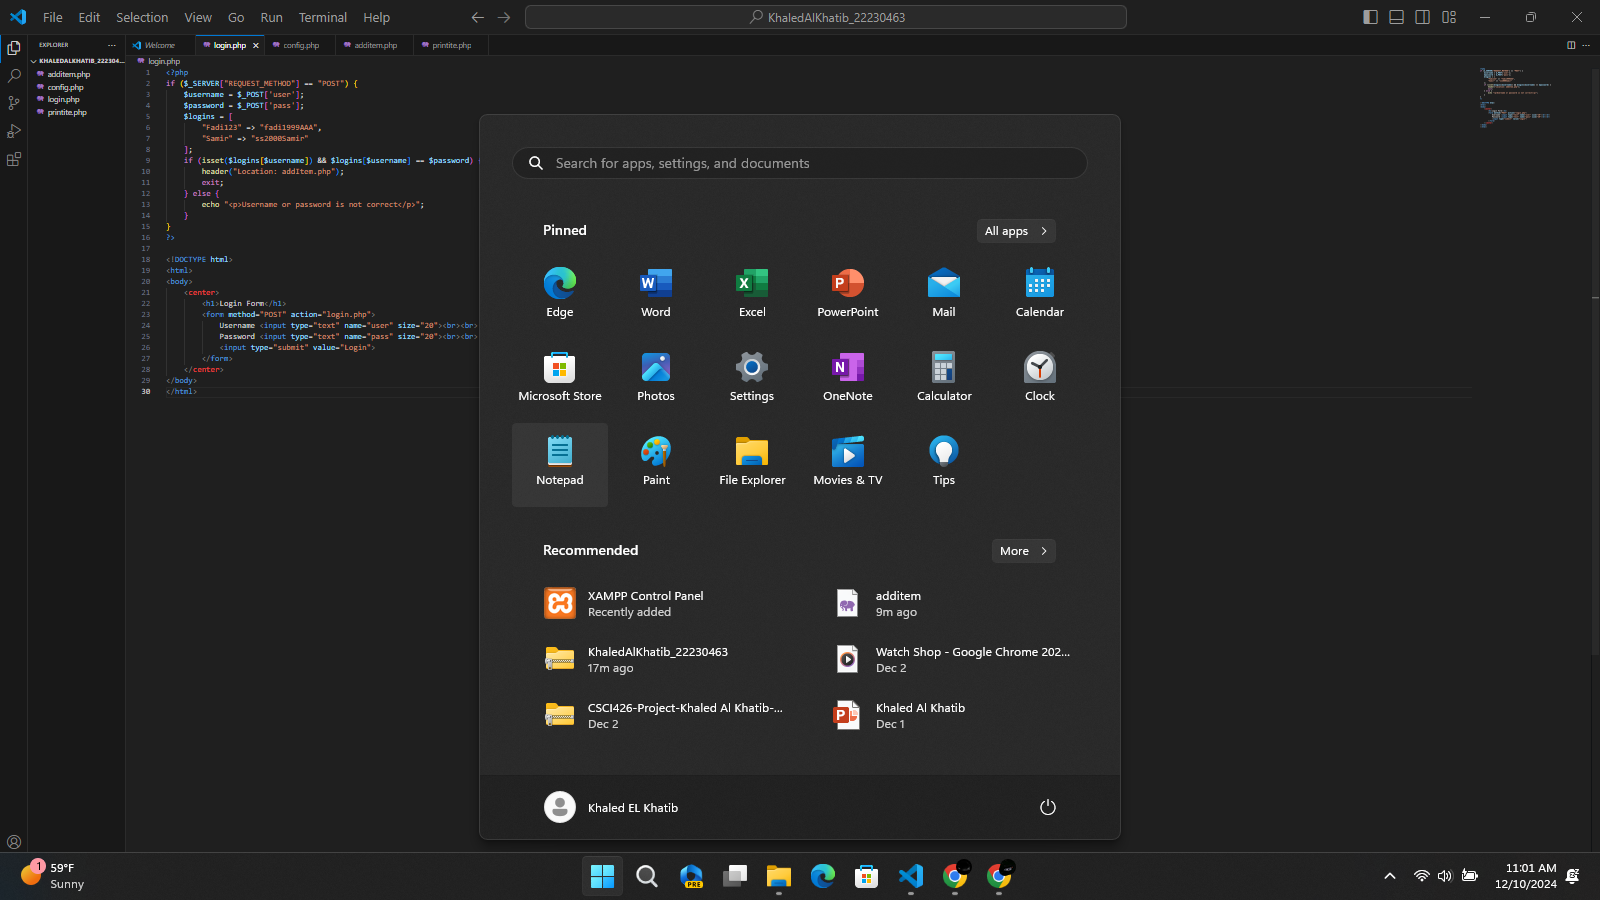 File Edit Selection View Go Run Terminal Help
KhaledAlKhatib_22230463
EXPLORER
KHALEDALKHATIB_222304...
additem.php
config.php
login.php
printite.php
Welcome
login.php
config.php
additem.php
printite.php
login.php
1 <?php
2 if ($_SERVER["REQUEST_METHOD"] == "POST") {
3 $username = $_POST['user'];
4 $password = $_POST['pass'];
5 $logins = [
6 "Fadi123" => "fadi1999AAA",
7 "Samir" => "ss2000Samir"
8 ];
9 if (isset($logins[$username]) && $logins[$username] == $password)
10 header("Location: addItem.php");
11 exit;
12 } else {
13 echo "<p>Username or password is not correct</p>";
14 }
15 }
16 ?>
17
18 <!DOCTYPE html>
19 <html>
20 <body>
21 <center>
22 <h1>Login Form</h1>
23 <form method="POST" action="login.php">
24 Username <input type="text" name="user" size="20"><br><br>
25 Password <input type="text" name="pass" size="20"><br><br>
26 <input type="submit" value="Login">
27 </form>
28 </center>
29 </body>
30 </html>
Search for apps, settings, and documents
Pinned
All apps
Edge
Word
Excel
PowerPoint
Mail
Calendar
Microsoft Store
Photos
Settings
OneNote
Calculator
Clock
Notepad
Paint
File Explorer
Movies & TV
Tips
Recommended
More
XAMPP Control Panel
Recently added
additem
9m ago
KhaledAlKhatib_22230463
17m ago
Watch Shop - Google Chrome 202...
Dec 2
CSCI426-Project-Khaled Al Khatib-...
Dec 2
Khaled Al Khatib
Dec 1
Khaled EL Khatib
1
59°F
Sunny
PRE
11:01 AM
12/10/2024